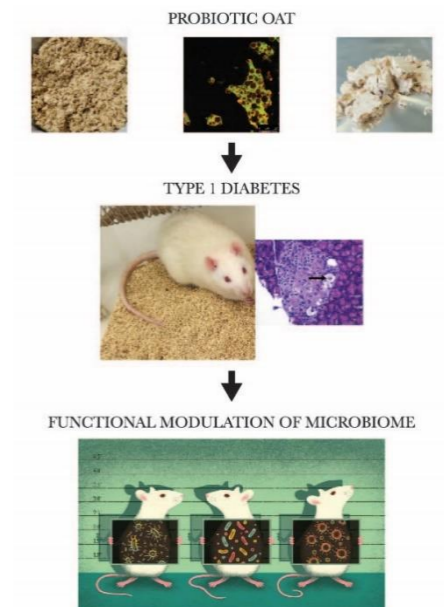 PROBIOTIC OAT
TYPE 1 DIABETES
FUNCTIONAL MODULATION OF MICROBIOME